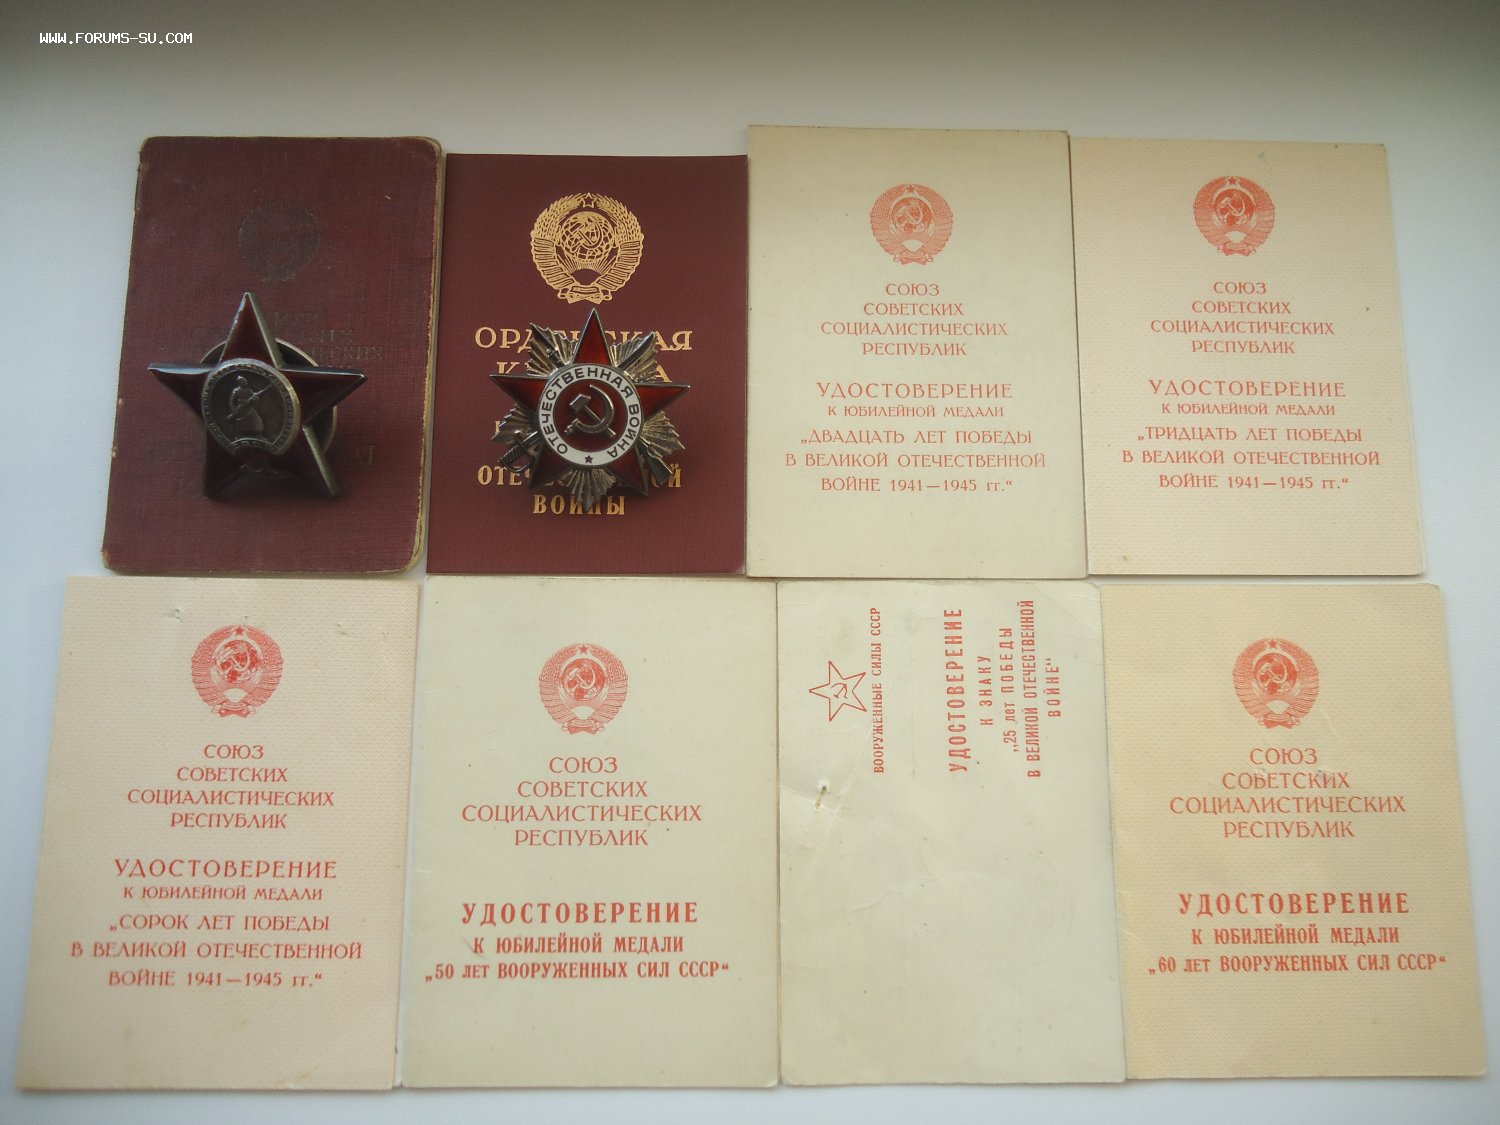 WWW.FORUMS-SU.COM
ОТЕЧЕСТВЕННАЯ ВОЙНА
ВОЙНЫ
СОЮЗ
СОВЕТСКИХ
СОЦИАЛИСТИЧЕСКИХ
РЕСПУБЛИК
УДОСТОВЕРЕНИЕ
К ЮБИЛЕЙНОЙ МЕДАЛИ
„ДВАДЦАТЬ ЛЕТ ПОБЕДЫ
В ВЕЛИКОЙ ОТЕЧЕСТВЕННОЙ
ВОЙНЕ 1941—1945 гг.“
СОЮЗ
СОВЕТСКИХ
СОЦИАЛИСТИЧЕСКИХ
РЕСПУБЛИК
УДОСТОВЕРЕНИЕ
К ЮБИЛЕЙНОЙ МЕДАЛИ
„ТРИДЦАТЬ ЛЕТ ПОБЕДЫ
В ВЕЛИКОЙ ОТЕЧЕСТВЕННОЙ
ВОЙНЕ 1941—1945 гг.“
СОЮЗ
СОВЕТСКИХ
СОЦИАЛИСТИЧЕСКИХ
РЕСПУБЛИК
УДОСТОВЕРЕНИЕ
К ЮБИЛЕЙНОЙ МЕДАЛИ
„СОРОК ЛЕТ ПОБЕДЫ
В ВЕЛИКОЙ ОТЕЧЕСТВЕННОЙ
ВОЙНЕ 1941—1945 гг.“
СОЮЗ
СОВЕТСКИХ
СОЦИАЛИСТИЧЕСКИХ
РЕСПУБЛИК
УДОСТОВЕРЕНИЕ
К ЮБИЛЕЙНОЙ МЕДАЛИ
„50 лет ВООРУЖЕННЫХ СИЛ СССР“
ВООРУЖЕННЫЕ СИЛЫ СССР
УДОСТОВЕРЕНИЕ
К ЗНАКУ
„25 лет ПОБЕДЫ
В ВЕЛИКОЙ ОТЕЧЕСТВЕННОЙ
ВОЙНЕ“
СОЮЗ
СОВЕТСКИХ
СОЦИАЛИСТИЧЕСКИХ
РЕСПУБЛИК
УДОСТОВЕРЕНИЕ
К ЮБИЛЕЙНОЙ МЕДАЛИ
„60 лет ВООРУЖЕННЫХ СИЛ СССР“